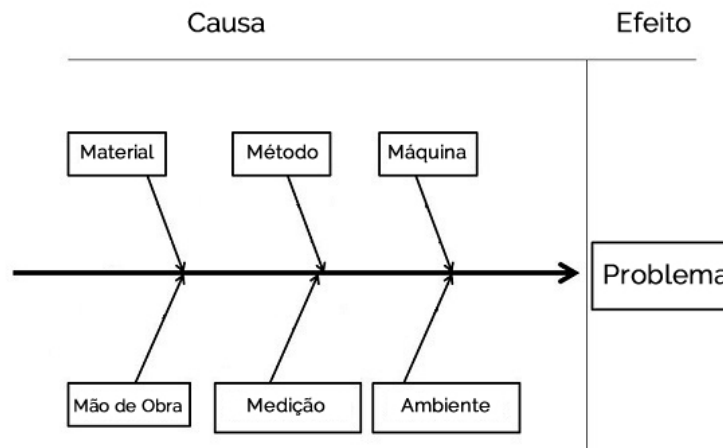 Causa
Efeito
Material
Método
Máquina
Problema
Mão de Obra
Medição
Ambiente